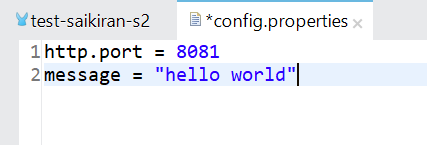 test-saikiran-s2 *config.properties
1 http.port = 8081
2 message = "hello world"